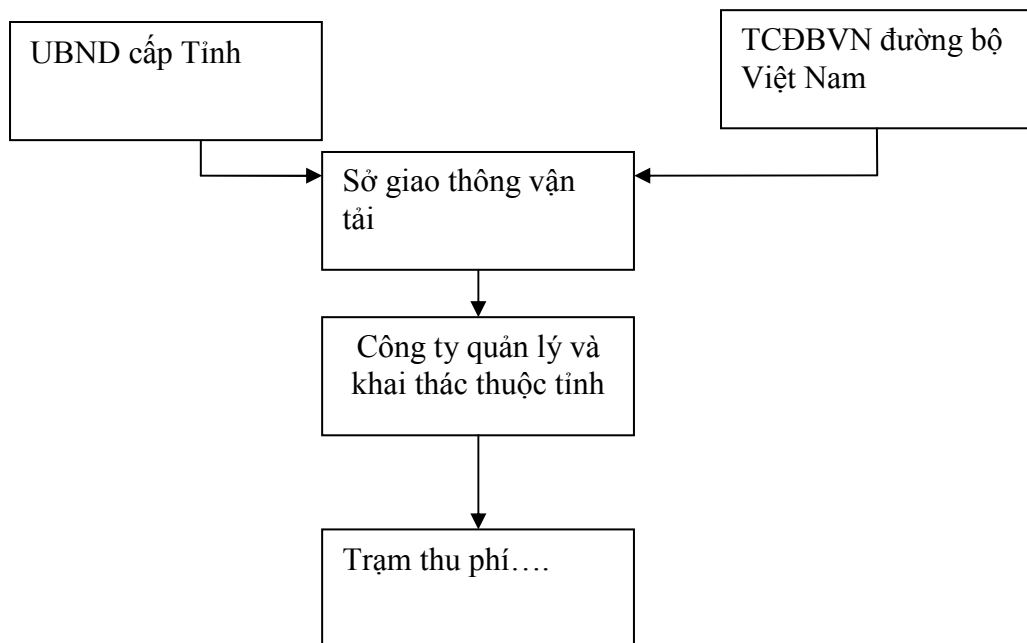 UBND cấp Tỉnh
TCĐBVN đường bộ
Việt Nam
Sở giao thông vận
tải
Công ty quản lý và
khai thác thuộc tỉnh
Trạm thu phí….